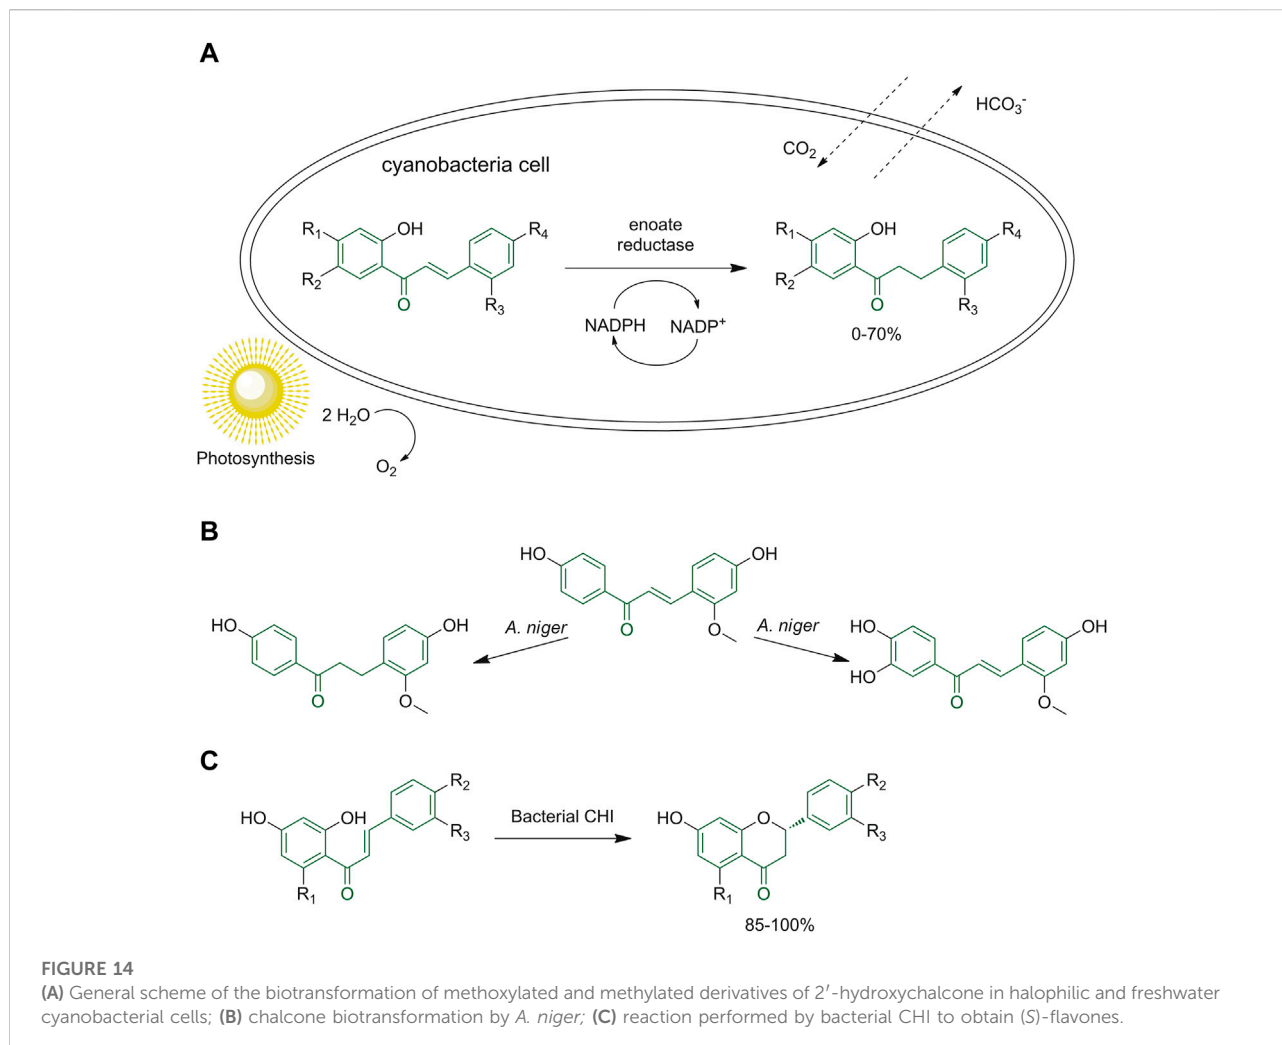 A
HCO₃⁻
CO₂
cyanobacteria cell
R₁ OH R₄
R₂ O R₃
enoate
reductase
NADPH NADP⁺
R₁ OH R₄
R₂ O R₃
0-70%
2 H₂O
O₂
Photosynthesis
B
HO OH
O O
A. niger
A. niger
HO OH
O O
HO OH
HO
O O
C
HO OH R₂
R₃
R₁ O
Bacterial CHI
HO O R₂
R₃
R₁ O
85-100%
FIGURE 14
(A) General scheme of the biotransformation of methoxylated and methylated derivatives of 2′-hydroxychalcone in halophilic and freshwater
cyanobacterial cells; (B) chalcone biotransformation by A. niger; (C) reaction performed by bacterial CHI to obtain (S)-flavones.